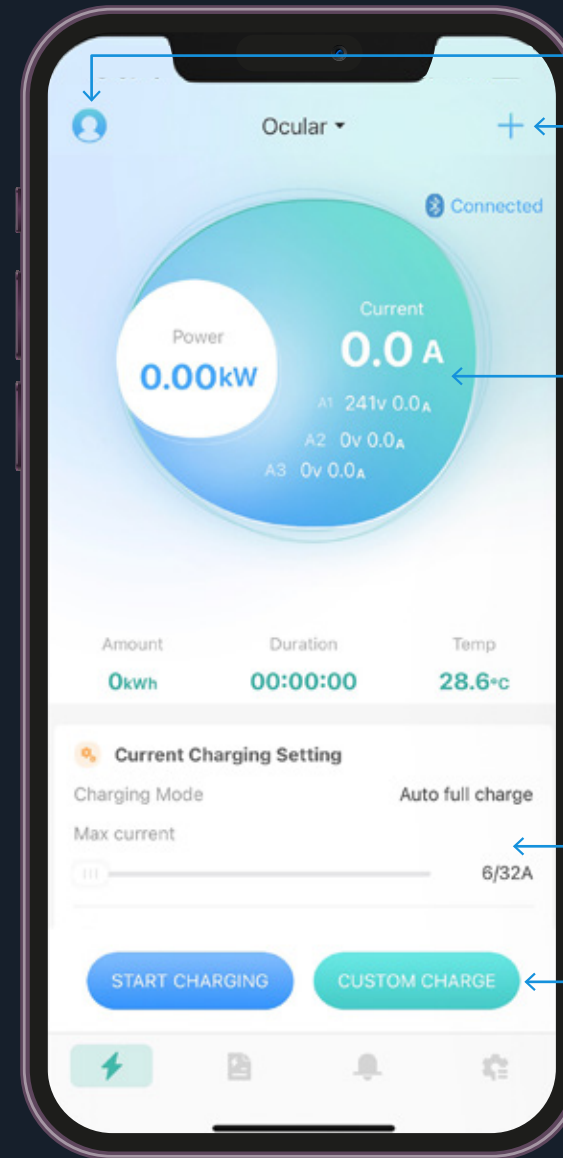 Ocular
Connected
Current
0.0 A
Power
0.00kW
A1 241v 0.0A
A2 0v 0.0A
A3 0v 0.0A
Amount Duration Temp
0kWh 00:00:00 28.6°C
Current Charging Setting
Charging Mode Auto full charge
Max current
6/32A
START CHARGING CUSTOM CHARGE